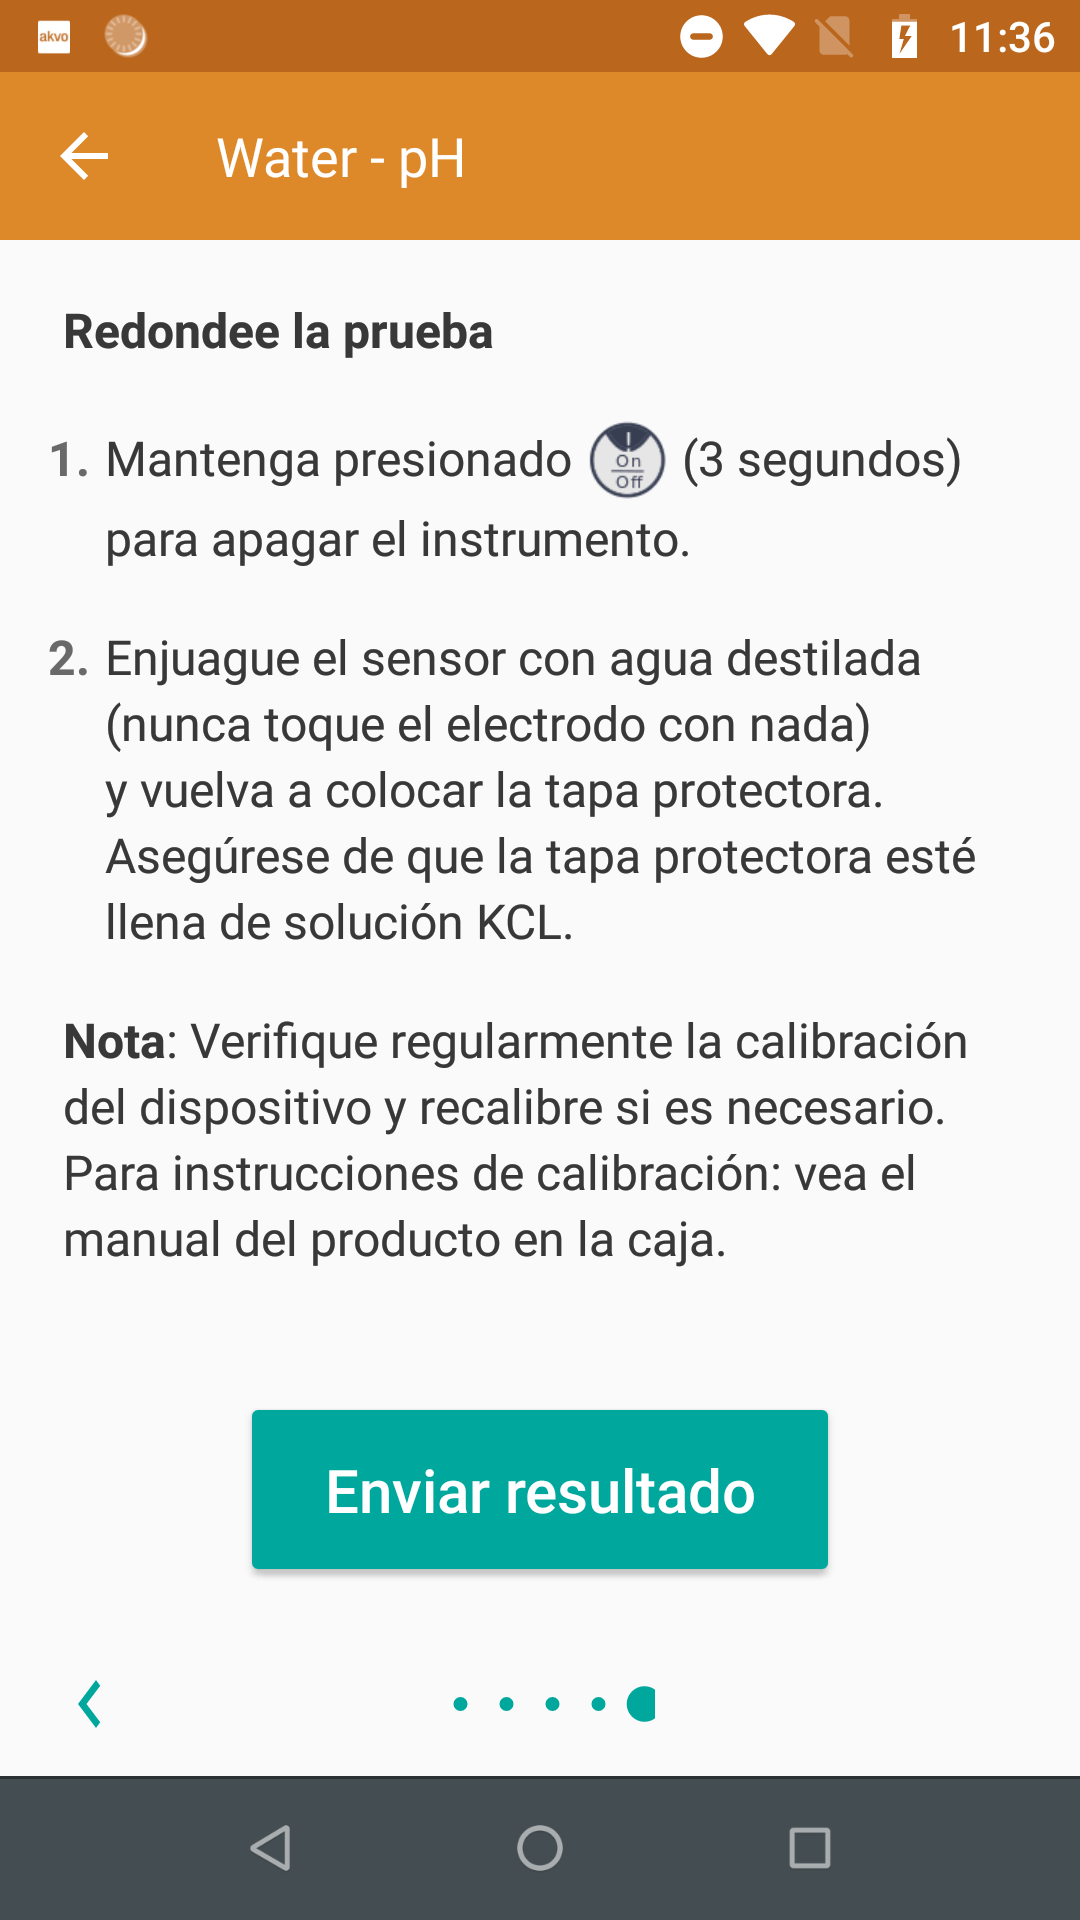 akvo
11:36
Water - pH
Redondee la prueba
1. Mantenga presionado On Off (3 segundos)
para apagar el instrumento.
2. Enjuague el sensor con agua destilada
(nunca toque el electrodo con nada)
y vuelva a colocar la tapa protectora.
Asegúrese de que la tapa protectora esté
llena de solución KCL.
Nota: Verifique regularmente la calibración
del dispositivo y recalibre si es necesario.
Para instrucciones de calibración: vea el
manual del producto en la caja.
Enviar resultado